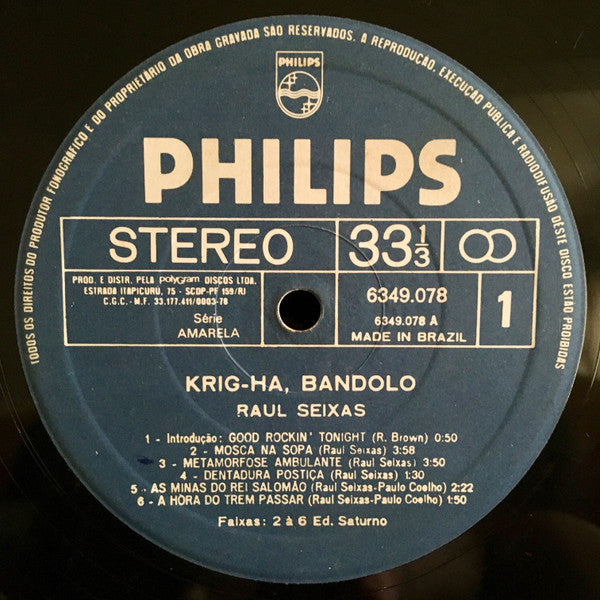 TODOS OS DIREITOS DO PRODUTOR FONOGRÁFICO E DO PROPRIETÁRIO DA OBRA GRAVADA SÃO RESERVADOS. A REPRODUÇÃO, EXECUÇÃO PÚBLICA E RADIODIFUSÃO DÊSTE DISCO ESTÃO PROIBIDAS
PHILIPS
PHILIPS
STEREO
33 1/3
PROD. E DISTR. PELA polygram DISCOS LTDA.
ESTRADA ITAPICURU, 75 - SCDP-PF 159/RJ
C.G.C. - M.F. 33.177.411/0003-78
Série
AMARELA
6349.078
6349.078 A
MADE IN BRAZIL
1
KRIG-HA, BANDOLO
RAUL SEIXAS
1 - Introdução: GOOD ROCKIN' TONIGHT (R. Brown) 0:50
2 - MOSCA NA SOPA (Raul Seixas) 3:58
3 - METAMORFOSE AMBULANTE (Raul Seixas) 3:50
4 - DENTADURA POSTIÇA (Raul Seixas) 1:30
5 - AS MINAS DO REI SALOMÃO (Raul Seixas-Paulo Coelho) 2:22
6 - A HORA DO TREM PASSAR (Raul Seixas-Paulo Coelho) 1:50
Faixas: 2 à 6 Ed. Saturno